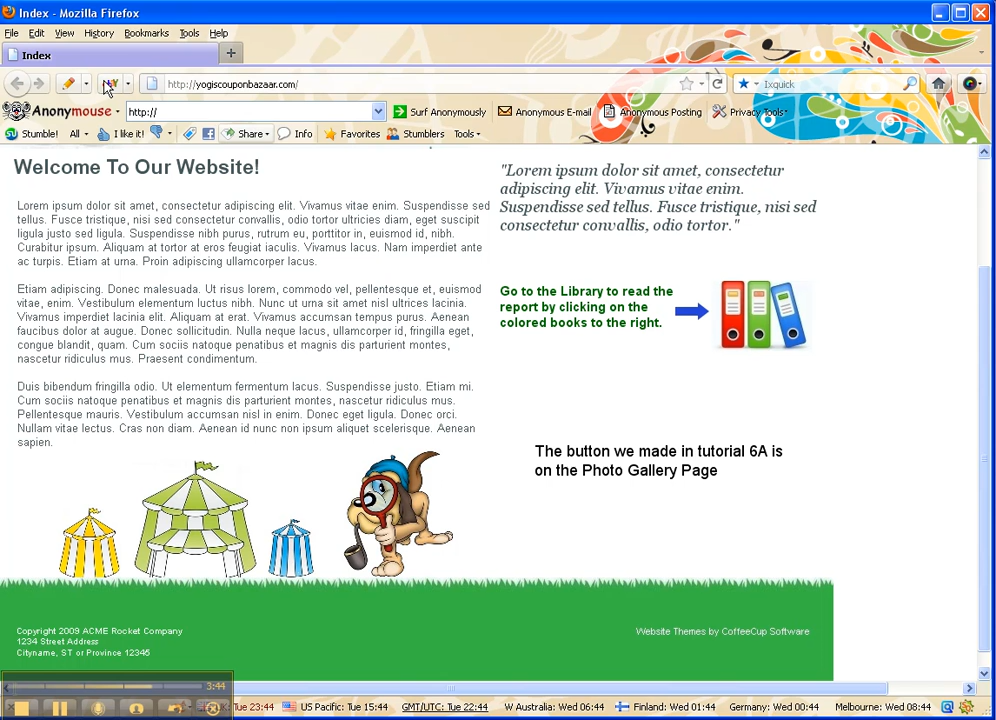 Index - Mozilla Firefox
File Edit View History Bookmarks Tools Help
Index
http://yogiscouponbazaar.com/
Ixquick
Anonymouse http:// Surf Anonymously Anonymous E-mail Anonymous Posting Privacy Tools
Stumble! All I like it! Share Info Favorites Stumblers Tools
Welcome To Our Website!
Lorem ipsum dolor sit amet, consectetur adipiscing elit. Vivamus vitae enim. Suspendisse sed
tellus. Fusce tristique, nisi sed consectetur convallis, odio tortor ultricies diam, eget suscipit
ligula justo sed ligula. Suspendisse nibh purus, rutrum eu, porttitor in, euismod id, nibh.
Curabitur ipsum. Aliquam at tortor at eros feugiat iaculis. Vivamus lacus. Nam imperdiet ante
ac turpis. Etiam at urna. Proin adipiscing ullamcorper lacus.
Etiam adipiscing. Donec malesuada. Ut risus lorem, commodo vel, pellentesque et, euismod
vitae, enim. Vestibulum elementum luctus nibh. Nunc ut urna sit amet nisl ultrices lacinia.
Vivamus imperdiet lacinia elit. Aliquam at erat. Vivamus accumsan tempus purus. Aenean
faucibus dolor at augue. Donec sollicitudin. Nulla neque lacus, ullamcorper id, fringilla eget,
congue blandit, quam. Cum sociis natoque penatibus et magnis dis parturient montes,
nascetur ridiculus mus. Praesent condimentum.
Duis bibendum fringilla odio. Ut elementum fermentum lacus. Suspendisse justo. Etiam mi.
Cum sociis natoque penatibus et magnis dis parturient montes, nascetur ridiculus mus.
Pellentesque mauris. Vestibulum accumsan nisl in enim. Donec eget ligula. Donec orci.
Nullam vitae lectus. Cras non diam. Aenean id nunc non ipsum aliquet scelerisque. Aenean
sapien.
"Lorem ipsum dolor sit amet, consectetur
adipiscing elit. Vivamus vitae enim.
Suspendisse sed tellus. Fusce tristique, nisi sed
consectetur convallis, odio tortor."
Go to the Library to read the
report by clicking on the
colored books to the right.
The button we made in tutorial 6A is
on the Photo Gallery Page
Copyright 2009 ACME Rocket Company
1234 Street Address
Cityname, ST or Province 12345
Website Themes by CoffeeCup Software
3:44
Tue 23:44 US Pacific: Tue 15:44 GMT/UTC: Tue 22:44 W Australia: Wed 06:44 Finland: Wed 01:44 Germany: Wed 00:44 Melbourne: Wed 08:44